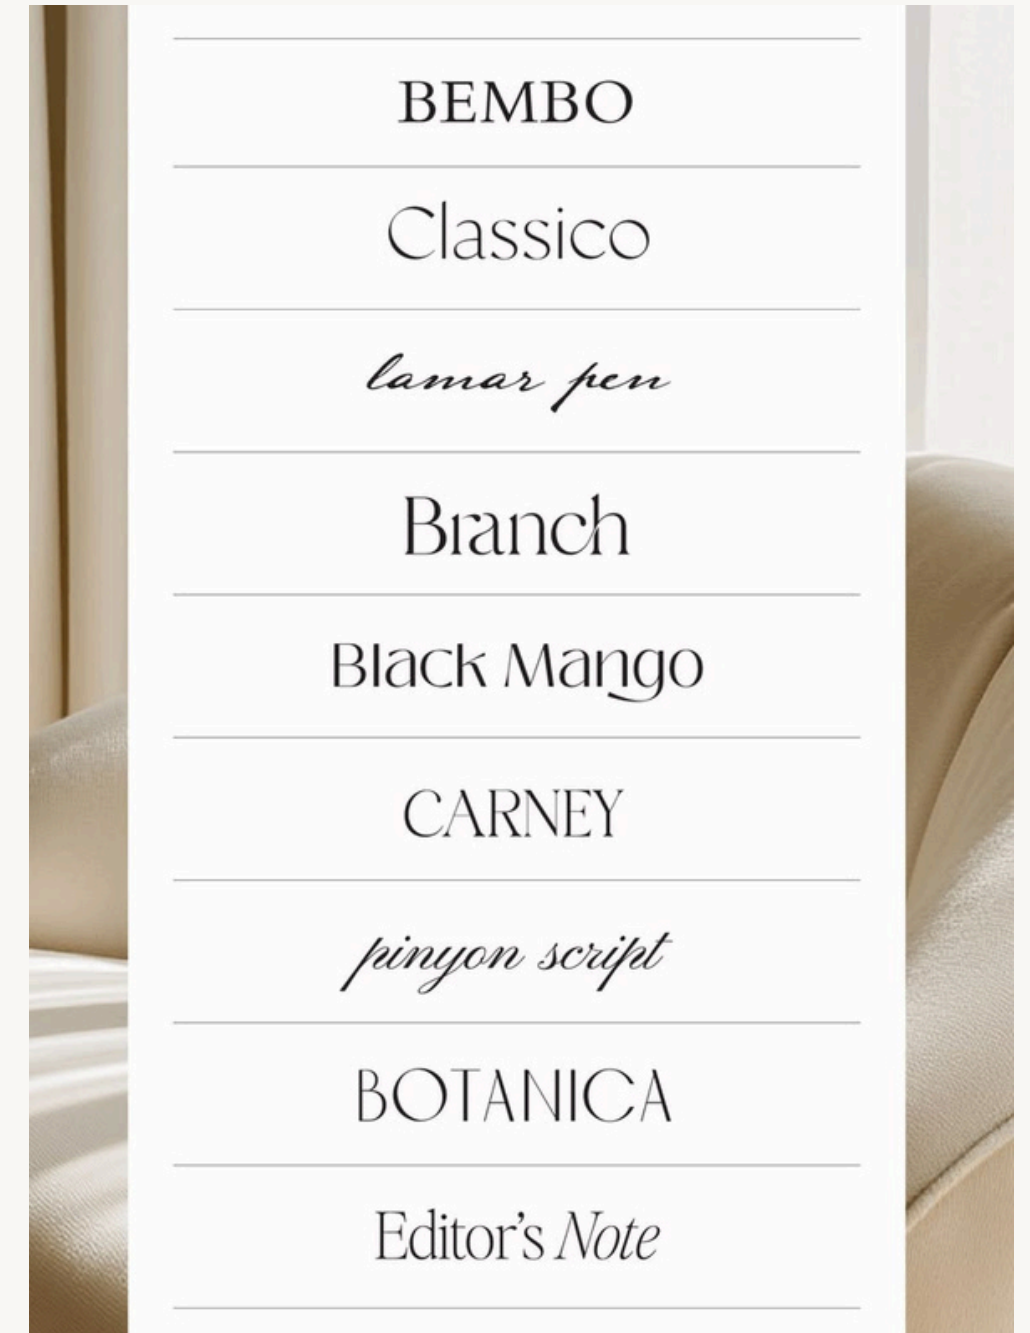 BEMBO
Classico
lamar pen
Branch
Black Mango
CARNEY
pinyon script
BOTANICA
Editor’s Note